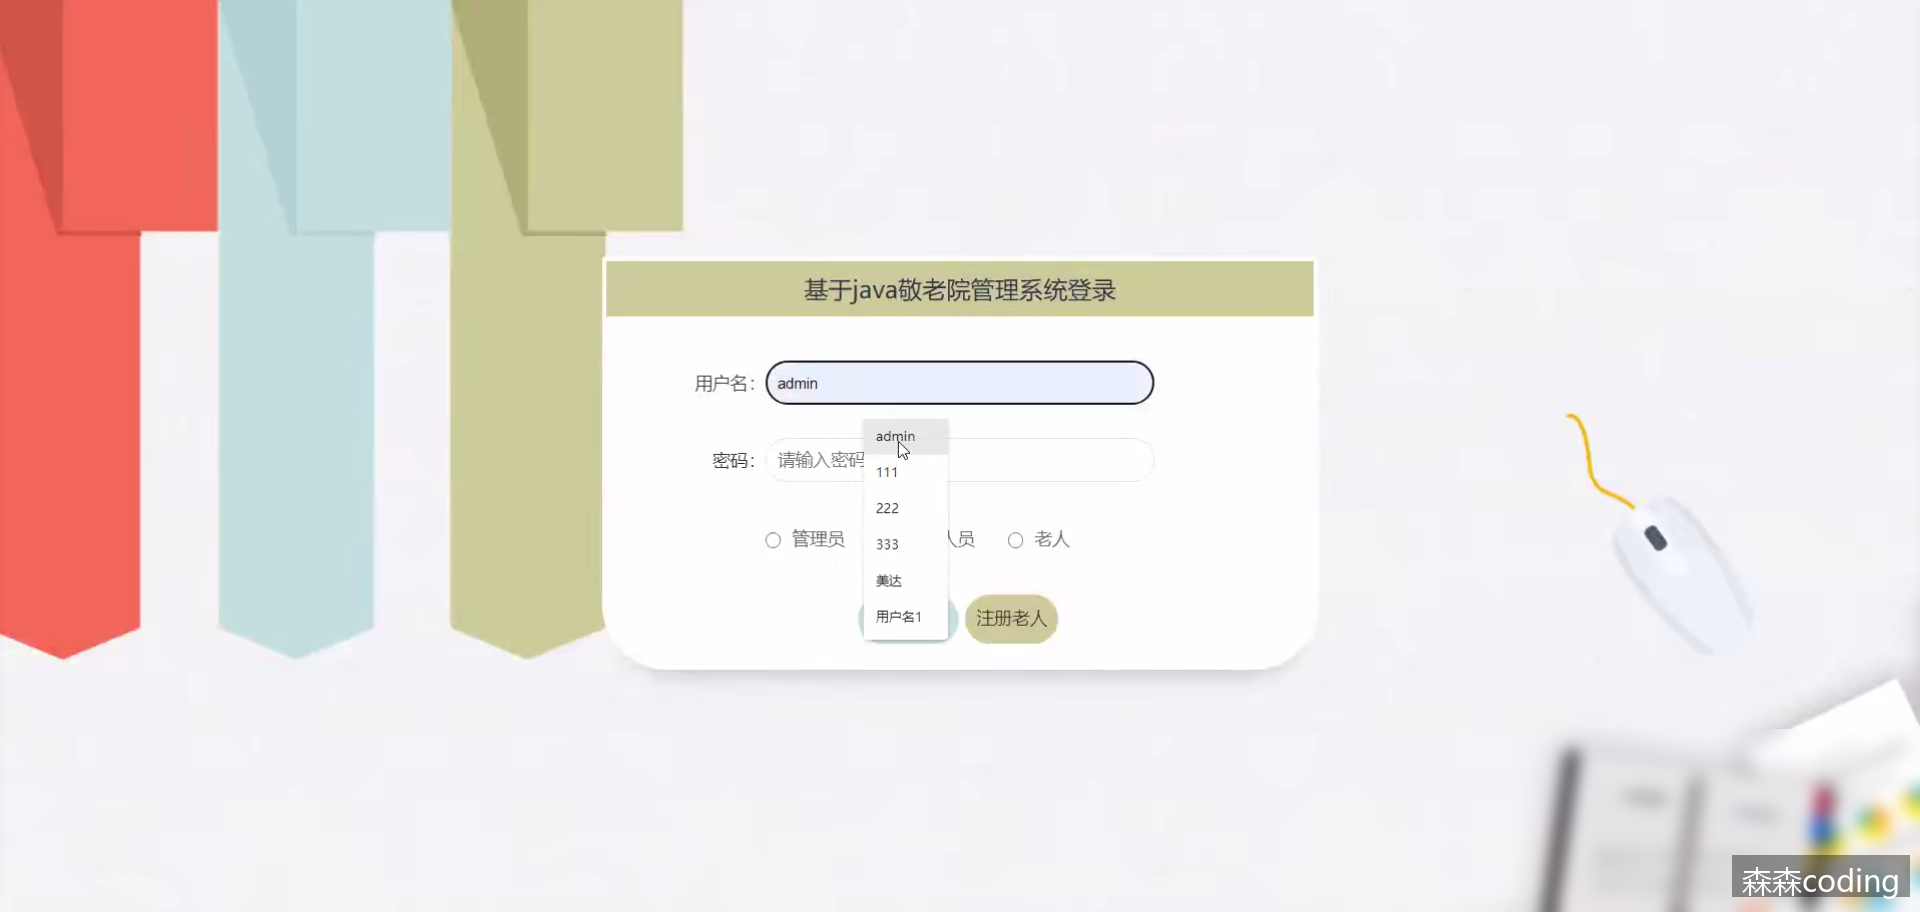 基于java敬老院管理系统登录
用户名：
admin
密码：
请输入密码
admin
111
222
333
美达
用户名1
管理员
人员
老人
注册老人
森森coding